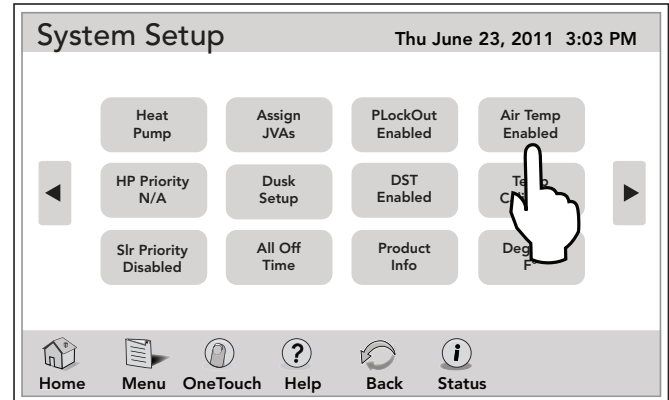 System Setup
Thu June 23, 2011 3:03 PM
Heat
Pump
Assign
JVAs
PLockOut
Enabled
Air Temp
Enabled
HP Priority
N/A
Dusk
Setup
DST
Enabled
Slr Priority
Disabled
All Off
Time
Product
Info
Home
Menu
OneTouch
Help
Back
Status